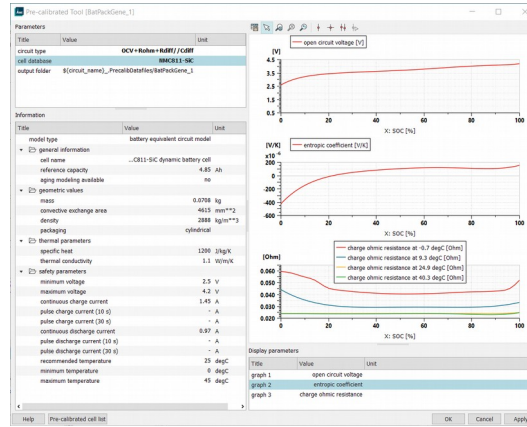 Pre-calibrated Tool [BatPackGene_1]
Parameters
Title Value Unit
circuit type OCV+Rohm+Rdiff//Cdiff
cell database NMC811-SiC
output folder ${circuit_name}_.PrecalibDatafiles/BatPackGene_1
Information
Title Value Unit
model type battery equivalent circuit model
general information
cell name ...C811-SiC dynamic battery cell
reference capacity 4.85 Ah
aging modeling available no
geometric values
mass 0.0708 kg
convective exchange area 4615 mm**2
density 2888 kg/m**3
packaging cylindrical
thermal parameters
specific heat 1200 J/kg/K
thermal conductivity 1.1 W/m/K
safety parameters
minimum voltage 2.5 V
maximum voltage 4.2 V
continuous charge current 1.45 A
pulse charge current (10 s) - A
pulse charge current (30 s) - A
continuous discharge current 0.97 A
pulse discharge current (10 s) - A
pulse discharge current (30 s) - A
recommended temperature 25 degC
minimum temperature 0 degC
maximum temperature 45 degC
Help Pre-calibrated cell list
open circuit voltage [V]
[V]
4.5
3.5
2.5
1.5
0.5
0 20 40 60 80 100
X: SOC [%]
entropic coefficient [V/K]
[V/K]
x10 -6
200
0
-200
-400
-600
0 20 40 60 80 100
X: SOC [%]
charge ohmic resistance at -0.7 degC [Ohm]
charge ohmic resistance at 9.3 degC [Ohm]
charge ohmic resistance at 24.9 degC [Ohm]
charge ohmic resistance at 40.3 degC [Ohm]
[Ohm]
0.060
0.050
0.040
0.030
0.020
0 20 40 60 80 100
X: SOC [%]
Display parameters
Title Value Unit
graph 1 open circuit voltage
graph 2 entropic coefficient
graph 3 charge ohmic resistance
OK Cancel Apply